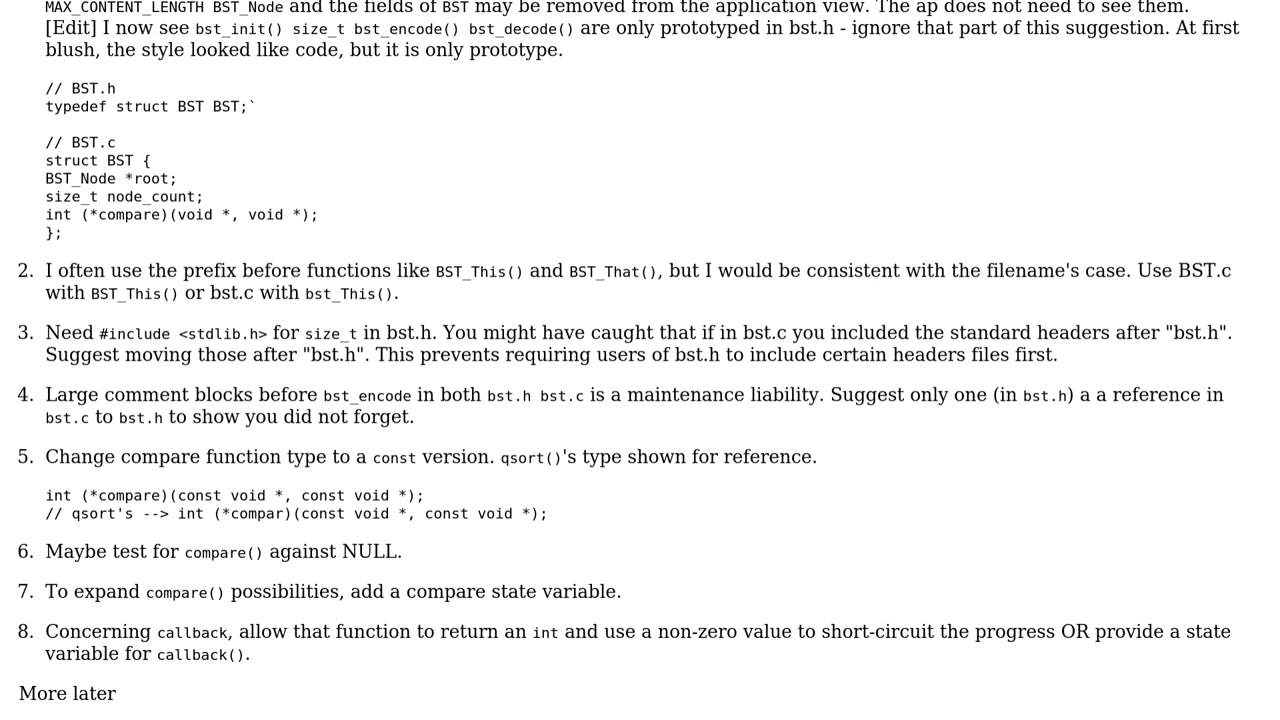 MAX_CONTENT_LENGTH BST_Node and the fields of BST may be removed from the application view. The ap does not need to see them.
[Edit] I now see bst_init() size_t bst_encode() bst_decode() are only prototyped in bst.h - ignore that part of this suggestion. At first
blush, the style looked like code, but it is only prototype.
// BST.h
typedef struct BST BST;`
// BST.c
struct BST {
BST_Node *root;
size_t node_count;
int (*compare)(void *, void *);
};
2. I often use the prefix before functions like BST_This() and BST_That(), but I would be consistent with the filename's case. Use BST.c
with BST_This() or bst.c with bst_This().
3. Need #include <stdlib.h> for size_t in bst.h. You might have caught that if in bst.c you included the standard headers after "bst.h".
Suggest moving those after "bst.h". This prevents requiring users of bst.h to include certain headers files first.
4. Large comment blocks before bst_encode in both bst.h bst.c is a maintenance liability. Suggest only one (in bst.h) a a reference in
bst.c to bst.h to show you did not forget.
5. Change compare function type to a const version. qsort()'s type shown for reference.
int (*compare)(const void *, const void *);
// qsort's --> int (*compar)(const void *, const void *);
6. Maybe test for compare() against NULL.
7. To expand compare() possibilities, add a compare state variable.
8. Concerning callback, allow that function to return an int and use a non-zero value to short-circuit the progress OR provide a state
variable for callback().
More later